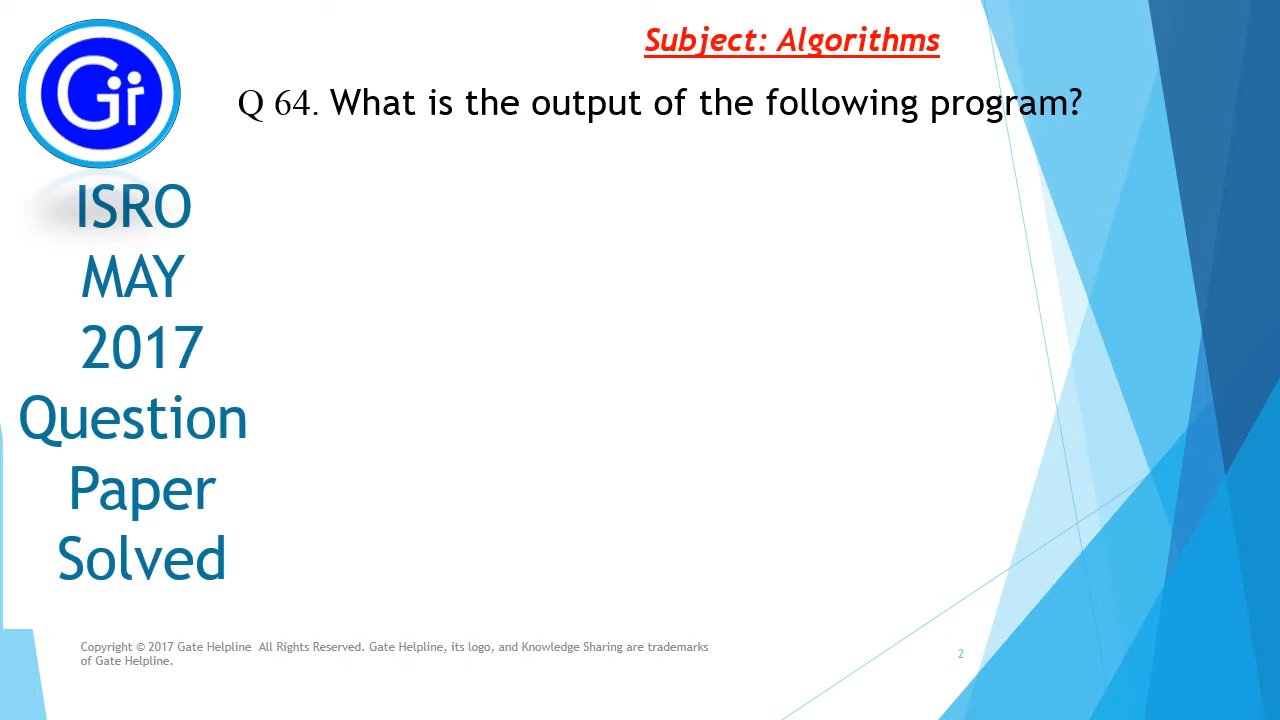 Subject: Algorithms
Gir
Q 64. What is the output of the following program?
ISRO
MAY
2017
Question
Paper
Solved
Copyright © 2017 Gate Helpline All Rights Reserved. Gate Helpline, its logo, and Knowledge Sharing are trademarks
of Gate Helpline.
2